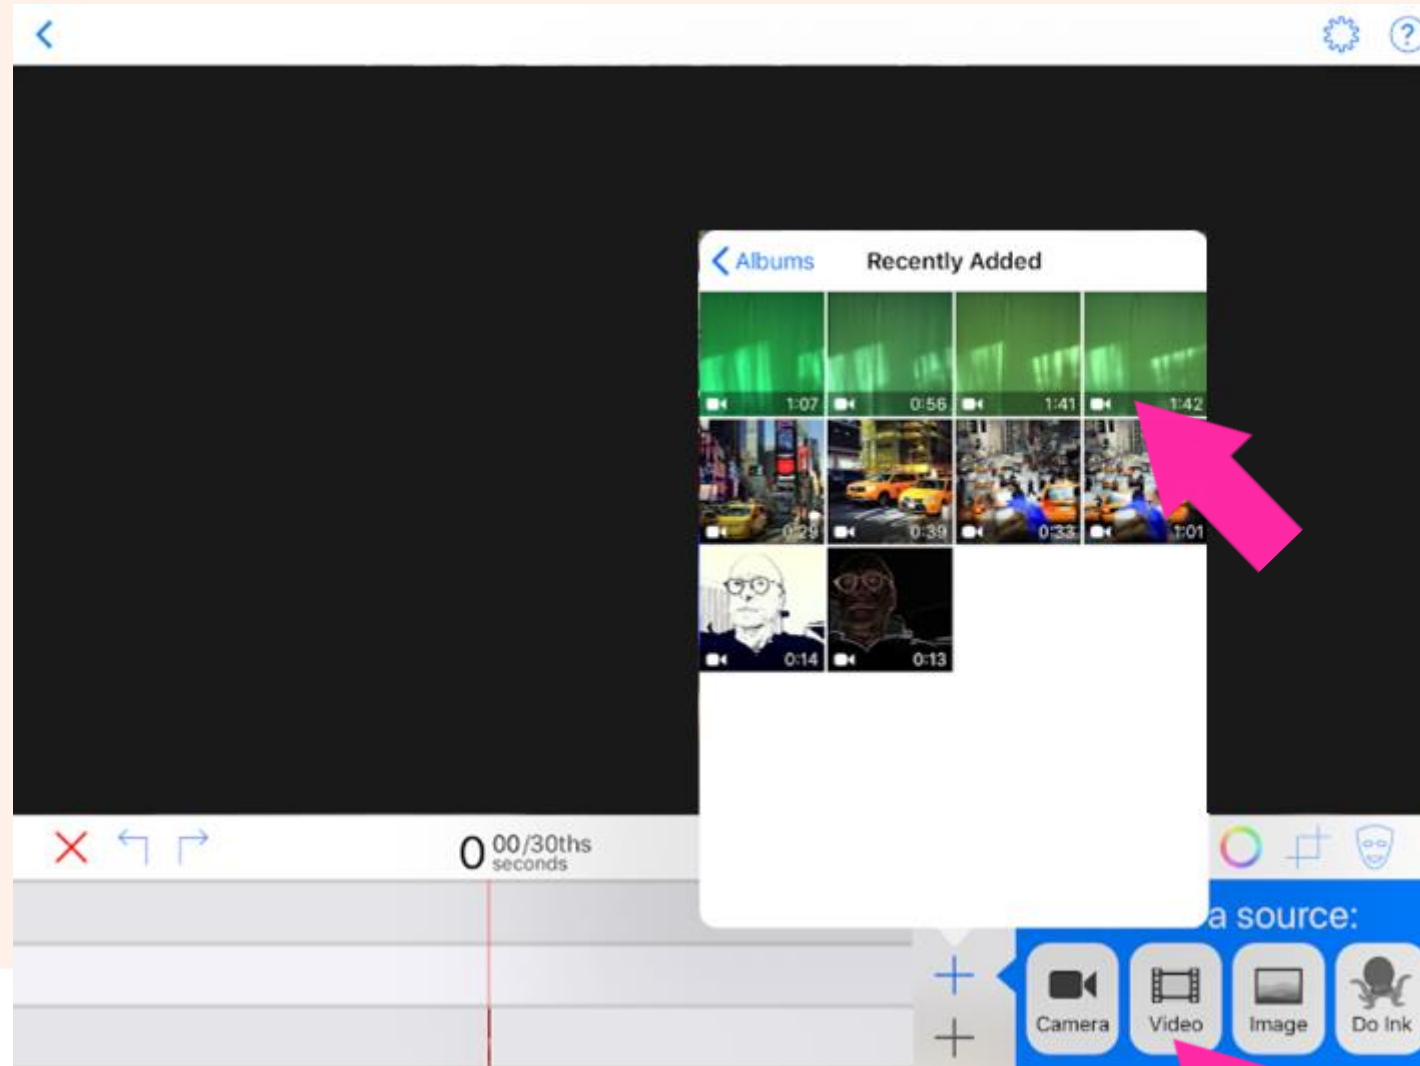 ?
Albums Recently Added
1:07 0:56 1:41 1:42
0:29 0:39 0:33 1:01
0:14 0:13
0 00/30ths
seconds
a source:
Camera Video Image Do Ink